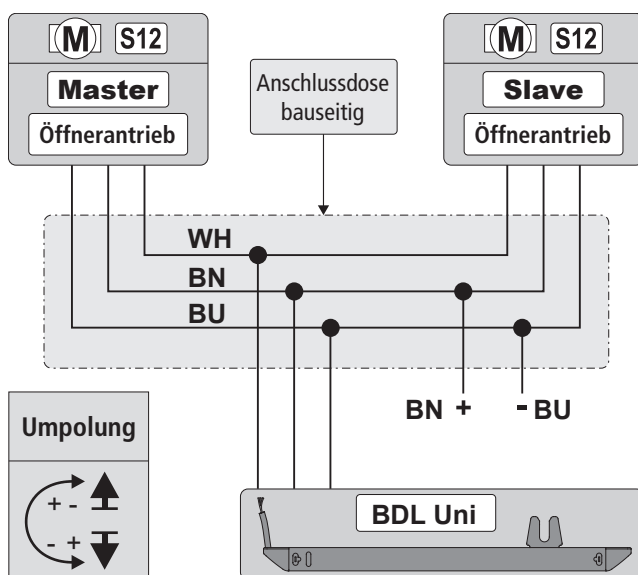 M S12
Master
Öffnerantrieb
Anschlussdose
bauseitig
M S12
Slave
Öffnerantrieb
WH
BN
BU
BN + - BU
Umpolung
+ -
- +
BDL Uni